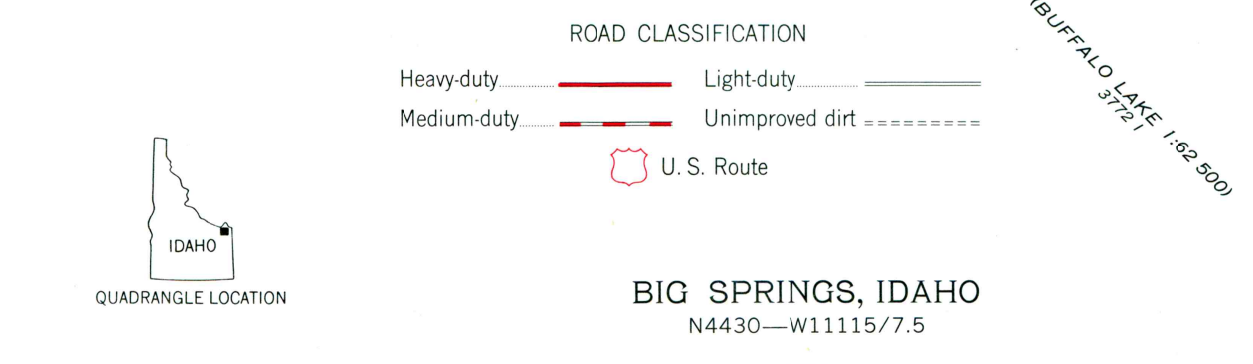 ROAD CLASSIFICATION
Heavy-duty Light-duty
Medium-duty Unimproved dirt
U. S. Route
(BUFFALO LAKE 1:62 500)
3772 I
IDAHO
QUADRANGLE LOCATION
BIG SPRINGS, IDAHO
N4430—W11115/7.5